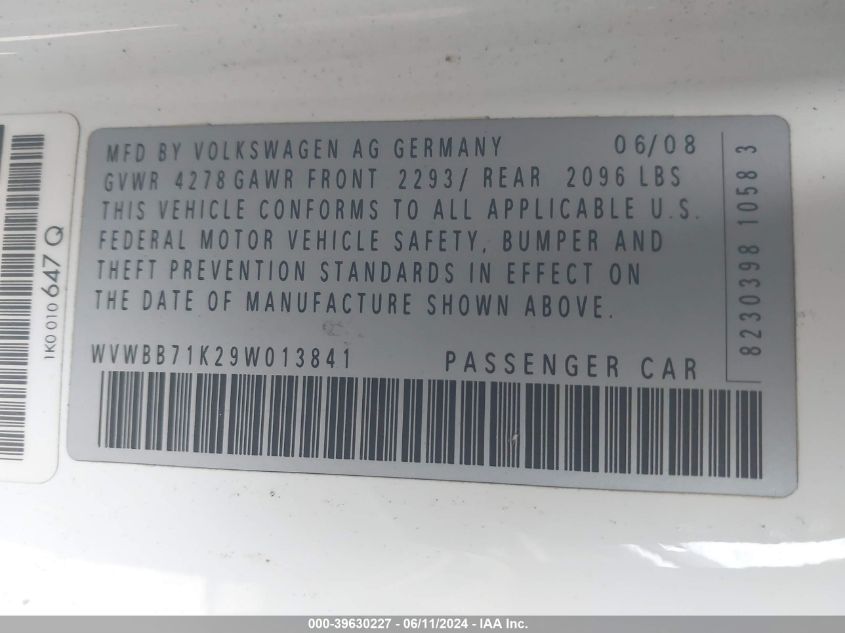 MFD BY VOLKSWAGEN AG GERMANY 06/08
GVWR 4278 GAWR FRONT 2293/ REAR 2096 LBS
THIS VEHICLE CONFORMS TO ALL APPLICABLE U.S.
FEDERAL MOTOR VEHICLE SAFETY, BUMPER AND
THEFT PREVENTION STANDARDS IN EFFECT ON
THE DATE OF MANUFACTURE SHOWN ABOVE.
WVWBB71K29W013841 PASSENGER CAR
8230398 1058 3
1K0 010 647 Q
000-39630227 - 06/11/2024 - IAA Inc.